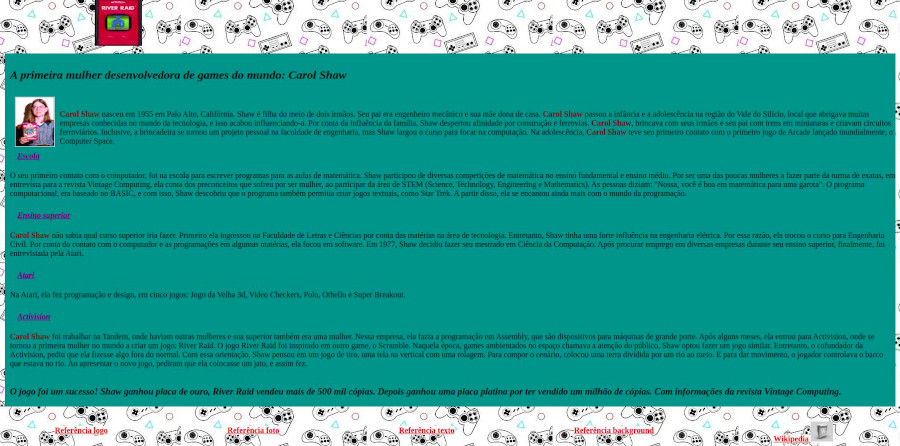 RIVER RAID
A primeira mulher desenvolvedora de games do mundo: Carol Shaw
Carol Shaw nasceu em 1955 em Palo Alto, Califórnia. Shaw é filha do meio de dois irmãos. Seu pai era engenheiro mecânico e sua mãe dona de casa. Carol Shaw passou a infância e a adolescência na região do Vale do Silício, local que abrigava muitas
empresas conhecidas no mundo da tecnologia, e isso acabou influenciando-a. Por conta da influência da família, Shaw despertou afinidade por construção e ferrovias. Carol Shaw, brincava com seus irmãos e seu pai com trens em miniaturas e criavam circuitos
ferroviários. Inclusive, a brincadeira se tornou um projeto pessoal na faculdade de engenharia, mas Shaw largou o curso para focar na computação. Na adolescência, Carol Shaw teve seu primeiro contato com o primeiro jogo de Arcade lançado mundialmente, o
Computer Space.
Escola
O seu primeiro contato com o computador, foi na escola para escrever programas para as aulas de matemática. Shaw participou de diversas competições de matemática no ensino fundamental e ensino médio. Por ser uma das poucas mulheres a fazer parte da turma de exatas, em
entrevista para a revista Vintage Computing, ela conta dos preconceitos que sofreu por ser mulher, ao participar da área de STEM (Science, Technology, Engineering e Mathematics). As pessoas diziam: "Nossa, você é boa em matemática para uma garota". O programa
computacional, era baseado no BASIC, e com isso, Shaw descobriu que o programa também permitia criar jogos textuais, como Star Trek. A partir disso, ela se encantou ainda mais com o mundo da programação.
Ensino superior
Carol Shaw não sabia qual curso superior iria fazer. Primeiro ela ingressou na Faculdade de Letras e Ciências por conta das matérias na área de tecnologia. Entretanto, Shaw tinha uma forte influência na engenharia elétrica. Por essa razão, ela trocou o curso para Engenharia
Civil. Por conta do contato com o computador e as programações em algumas matérias, ela focou em software. Em 1977, Shaw decidiu fazer seu mestrado em Ciência da Computação. Após procurar emprego em diversas empresas durante seu ensino superior, finalmente, foi
entrevistada pela Atari.
Atari
Na Atari, ela fez programação e design, em cinco jogos: Jogo da Velha 3d, Video Checkers, Polo, Othello e Super Breakout.
Activision
Carol Shaw foi trabalhar na Tandem, onde haviam outras mulheres e sua superior também era uma mulher. Nessa empresa, ela fazia a programação em Assembly, que são dispositivos para máquinas de grande porte. Após alguns meses, ela entrou para Activision, onde se
tornou a primeira mulher no mundo a criar um jogo: River Raid. O jogo River Raid foi inspirado em outro game, o Scramble. Naquela época, games ambientados no espaço chamava a atenção do público, Shaw optou fazer um jogo similar. Entretanto, o cofundador da
Activision, pediu que ela fizesse algo fora do normal. Com essa orientação, Shaw pensou em um jogo de tiro, uma tela na vertical com uma rolagem. Para compor o cenário, colocou uma terra dividida por um rio ao meio. E para dar movimento, o jogador controlava o barco
que estava no rio. Ao apresentar o novo jogo, pediram que ela colocasse um jato, e assim fez.
O jogo foi um sucesso! Shaw ganhou placa de ouro, River Raid vendeu mais de 500 mil cópias. Depois ganhou uma placa platina por ter vendido um milhão de cópias. Com informações da revista Vintage Computing.
Referência logo
Referência foto
Referência texto
Referência background
Wikipedia